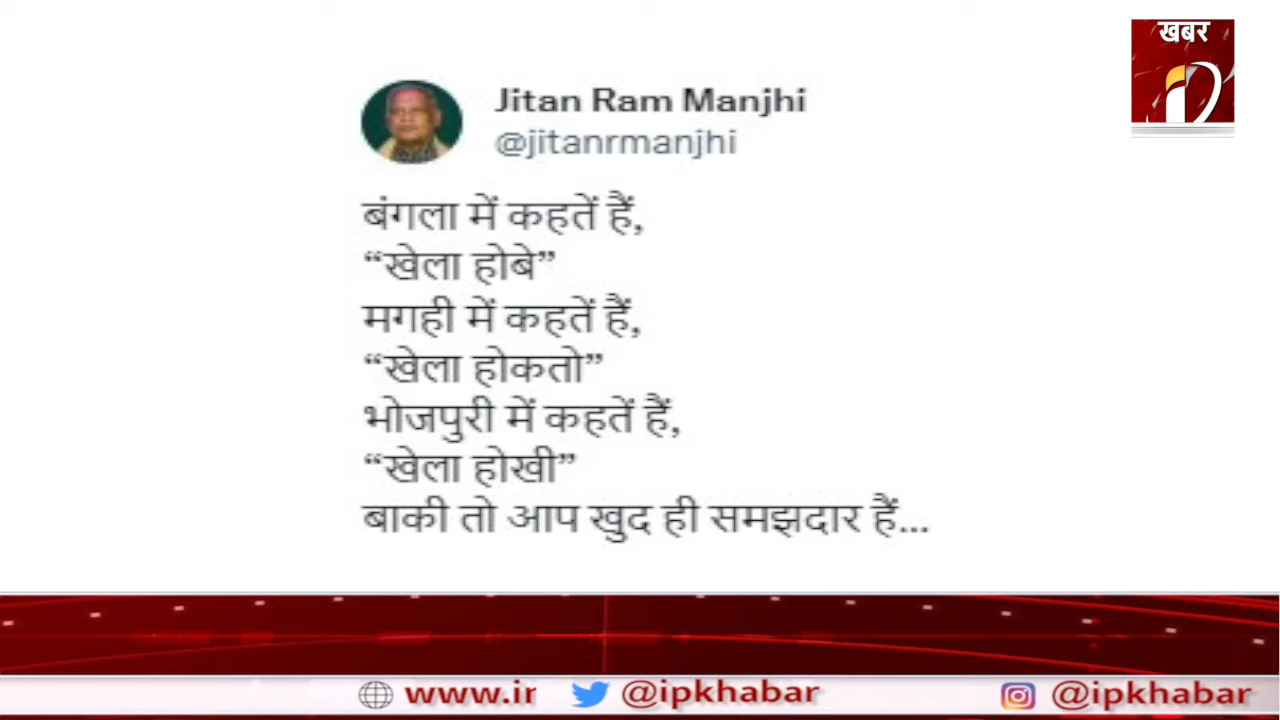 खबर
Jitan Ram Manjhi
@jitanrmanjhi
बंगला में कहतें हैं,
“खेला होबे”
मगही में कहतें हैं,
“खेला होकतो”
भोजपुरी में कहतें हैं,
“खेला होखी”
बाकी तो आप खुद ही समझदार हैं...
www.ir @ipkhabar @ipkhabar